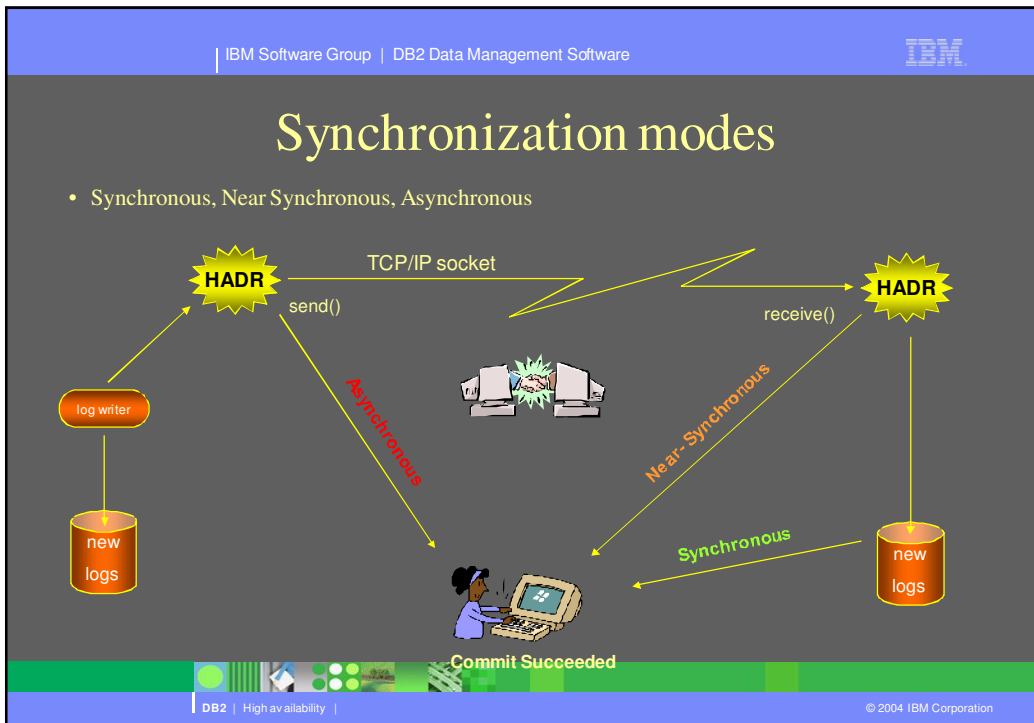 IBM Software Group | DB2 Data Management Software
IBM
Synchronization modes
• Synchronous, Near Synchronous, Asynchronous
HADR
TCP/IP socket
HADR
send()
receive()
log writer
Asynchronous
Near- Synchronous
Synchronous
new
logs
new
logs
Commit Succeeded
DB2 | High availability |
© 2004 IBM Corporation